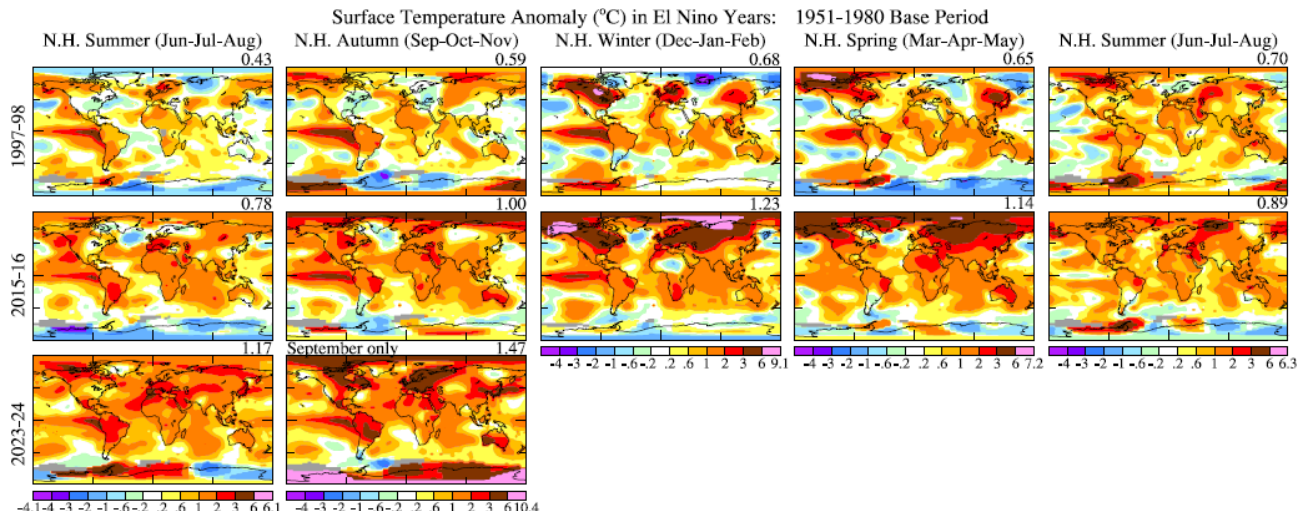 Surface Temperature Anomaly (°C) in El Nino Years: 1951-1980 Base Period
N.H. Summer (Jun-Jul-Aug) N.H. Autumn (Sep-Oct-Nov) N.H. Winter (Dec-Jan-Feb) N.H. Spring (Mar-Apr-May) N.H. Summer (Jun-Jul-Aug)
0.43 0.59 0.68 0.65 0.70
1997-98
0.78 1.00 1.23 1.14 0.89
2015-16
1.17 September only 1.47
-4 -3 -2 -1 -.6 -.2 .2 .6 1 2 3 6 9.1
-4 -3 -2 -1 -.6 -.2 .2 .6 1 2 3 6 7.2
-4 -3 -2 -1 -.6 -.2 .2 .6 1 2 3 6 6.3
2023-24
-4.1 -4 -3 -2 -1 -.6 -.2 .2 .6 1 2 3 6 6.1
-4 -3 -2 -1 -.6 -.2 .2 .6 1 2 3 6 10.4